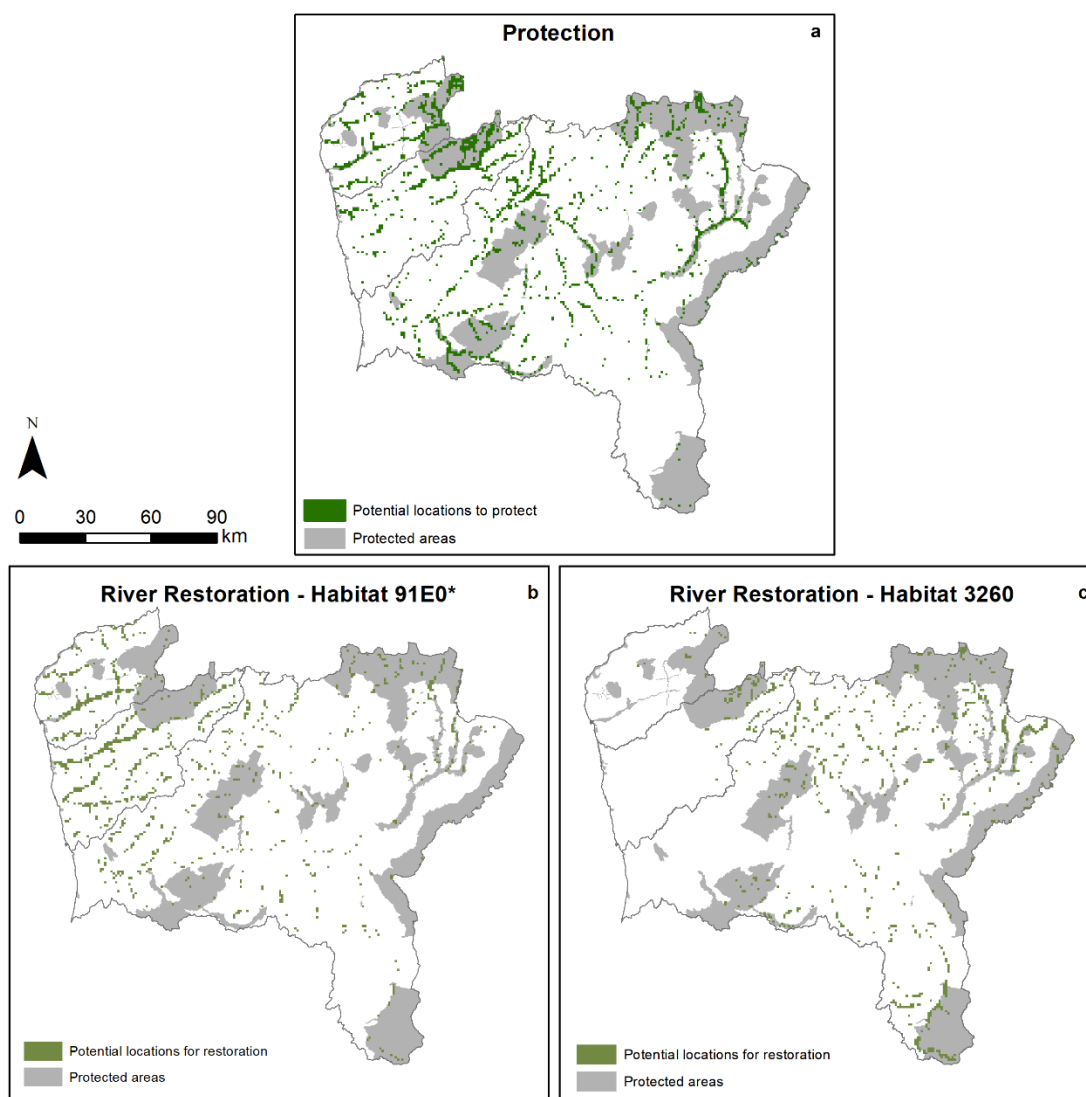 Protection
a
N
0 30 60 90
km
Potential locations to protect
Protected areas
River Restoration - Habitat 91E0*
b
Potential locations for restoration
Protected areas
River Restoration - Habitat 3260
c
Potential locations for restoration
Protected areas